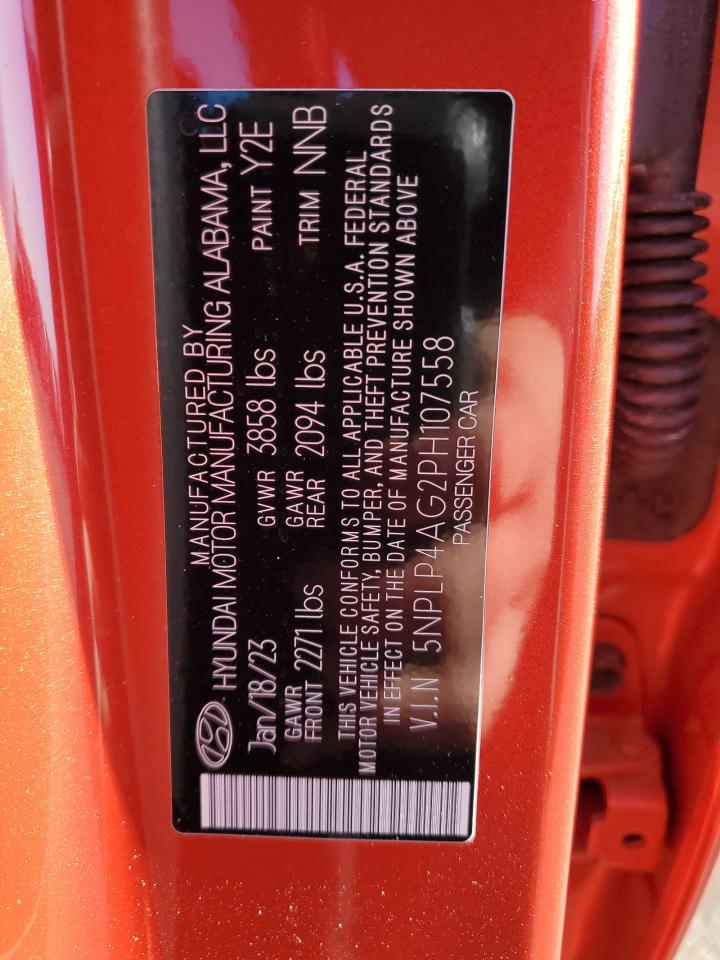 MANUFACTURED BY
HYUNDAI MOTOR MANUFACTURING ALABAMA, LLC
Jan/18/23 GVWR 3858 lbs PAINT Y2E
GAWR FRONT 2271 lbs GAWR REAR 2094 lbs TRIM NNB
THIS VEHICLE CONFORMS TO ALL APPLICABLE U.S.A. FEDERAL
MOTOR VEHICLE SAFETY, BUMPER, AND THEFT PREVENTION STANDARDS
IN EFFECT ON THE DATE OF MANUFACTURE SHOWN ABOVE
V.I.N 5NPLP4AG2PH107558
PASSENGER CAR